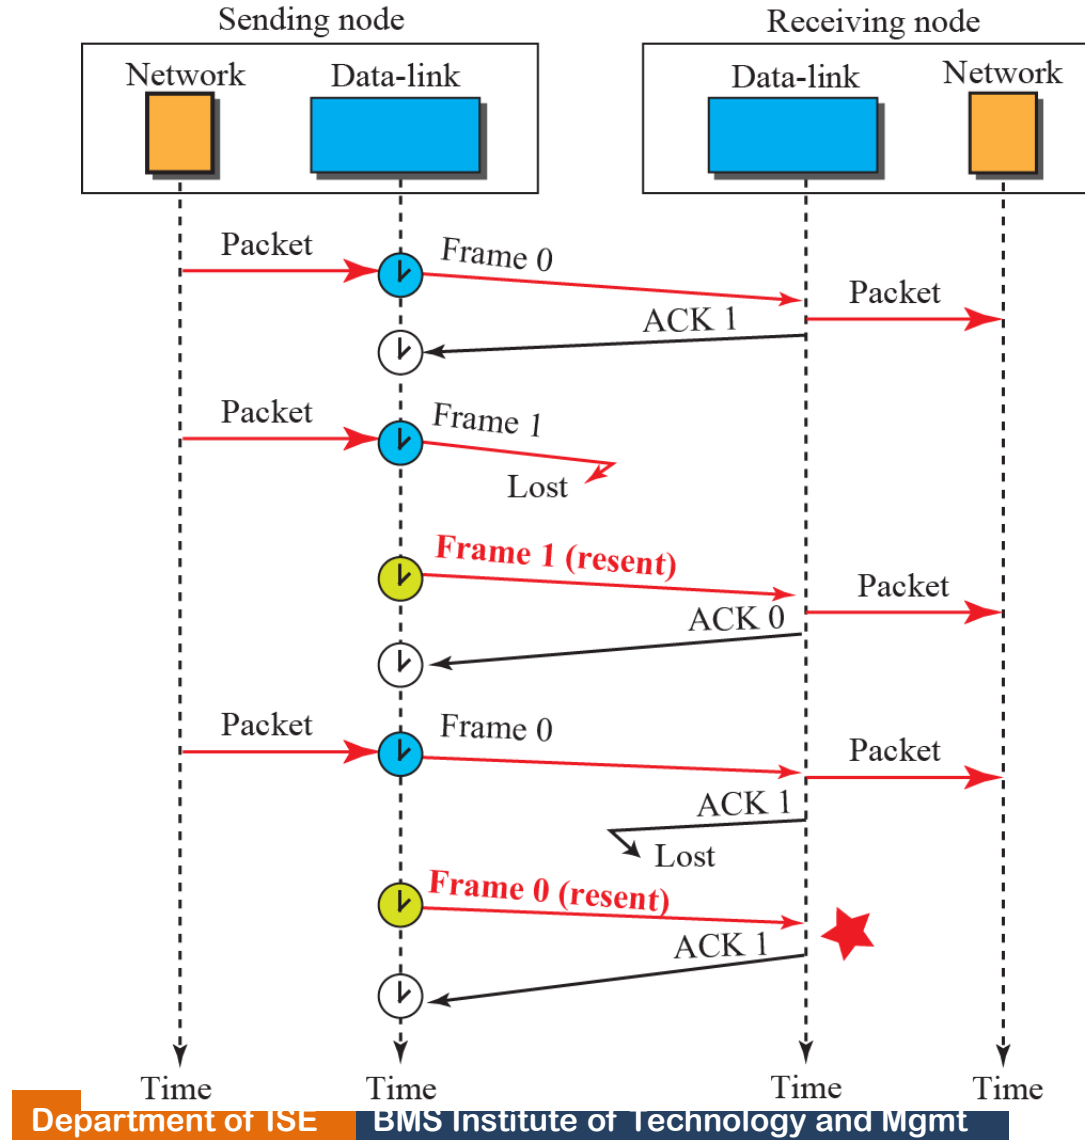 Sending node
Receiving node
Network
Data-link
Data-link
Network
Packet
Frame 0
Packet
ACK 1
Packet
Frame 1
Lost
Frame 1 (resent)
Packet
ACK 0
Packet
Frame 0
Packet
ACK 1
Lost
Frame 0 (resent)
ACK 1
Time
Time
Time
Time
Department of ISE
BMS Institute of Technology and Mgmt